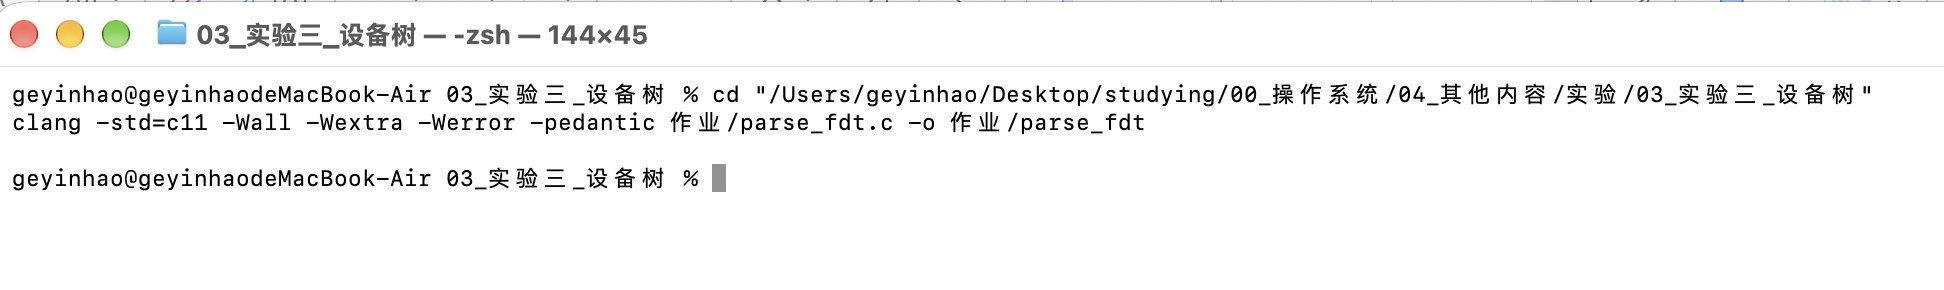 03_实验三_设备树 — -zsh — 144×45
geyinhao@geyinhaodeMacBook-Air 03_实验三_设备树 % cd "/Users/geyinhao/Desktop/studying/00_操作系统/04_其他内容/实验/03_实验三_设备树"
clang -std=c11 -Wall -Wextra -Werror -pedantic 作业/parse_fdt.c -o 作业/parse_fdt
geyinhao@geyinhaodeMacBook-Air 03_实验三_设备树 %